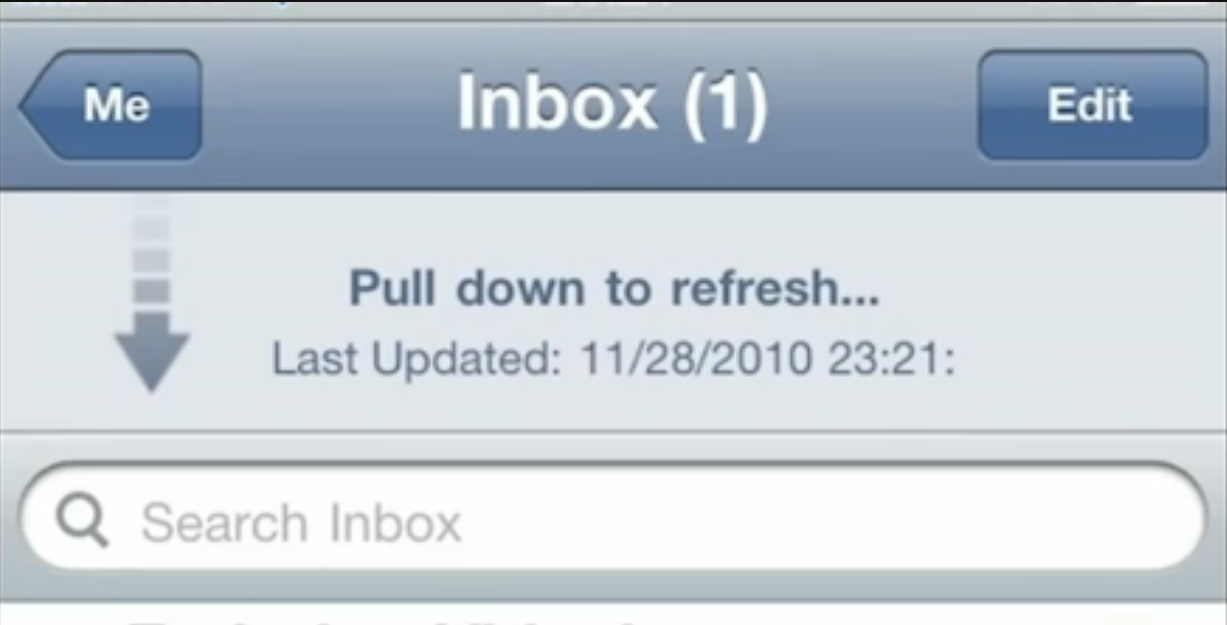 Me
Inbox (1)
Edit
Pull down to refresh...
Last Updated: 11/28/2010 23:21:
Search Inbox